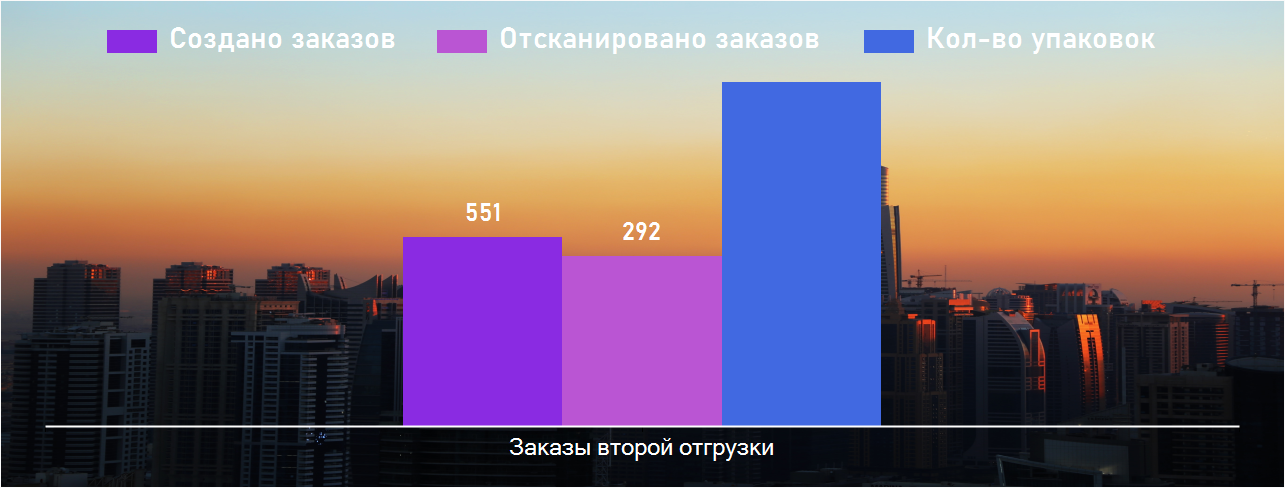 Создано заказов Отсканировано заказов Кол-во упаковок
551
292
Заказы второй отгрузки